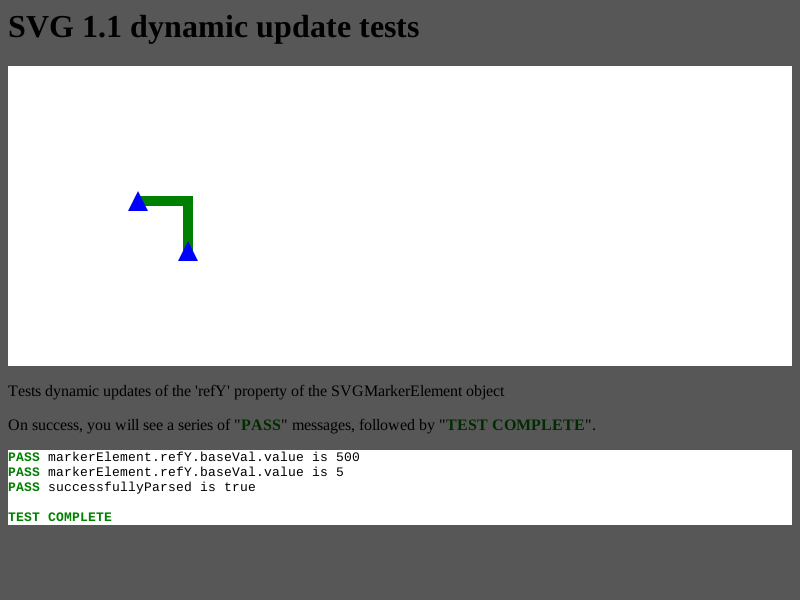 SVG 1.1 dynamic update tests
Tests dynamic updates of the 'refY' property of the SVGMarkerElement object
On success, you will see a series of "PASS" messages, followed by "TEST COMPLETE".
PASS markerElement.refY.baseVal.value is 500
PASS markerElement.refY.baseVal.value is 5
PASS successfullyParsed is true
TEST COMPLETE